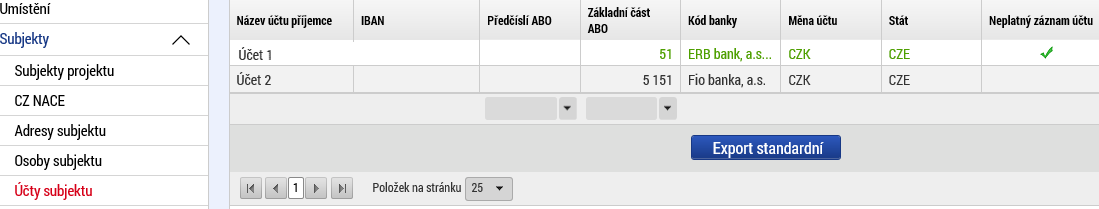 Umístění
Subjekty
Subjekty projektu
CZ NACE
Adresy subjektu
Osoby subjektu
Účty subjektu
Název účtu příjemce IBAN Předčíslí ABO Základní část ABO Kód banky Měna účtu Stát Neplatný záznam účtu
Účet 1 51 ERB bank, a.s... CZK CZE
Účet 2 5 151 Fio banka, a.s. CZK CZE
Export standardní
1 Položek na stránku 25